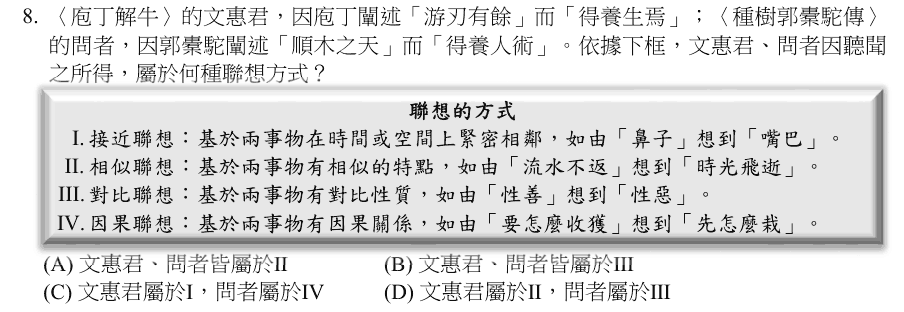 8. 〈庖丁解牛〉的文惠君，因庖丁闡述「游刃有餘」而「得養生焉」；〈種樹郭橐駝傳〉
的問者，因郭橐駝闡述「順木之天」而「得養人術」。依據下框，文惠君、問者因聽聞
之所得，屬於何種聯想方式？
聯想的方式
I. 接近聯想：基於兩事物在時間或空間上緊密相鄰，如由「鼻子」想到「嘴巴」。
II. 相似聯想：基於兩事物有相似的特點，如由「流水不返」想到「時光飛逝」。
III. 對比聯想：基於兩事物有對比性質，如由「性善」想到「性惡」。
IV. 因果聯想：基於兩事物有因果關係，如由「要怎麼收獲」想到「先怎麼栽」。
(A) 文惠君、問者皆屬於II (B) 文惠君、問者皆屬於III
(C) 文惠君屬於I，問者屬於IV (D) 文惠君屬於II，問者屬於III